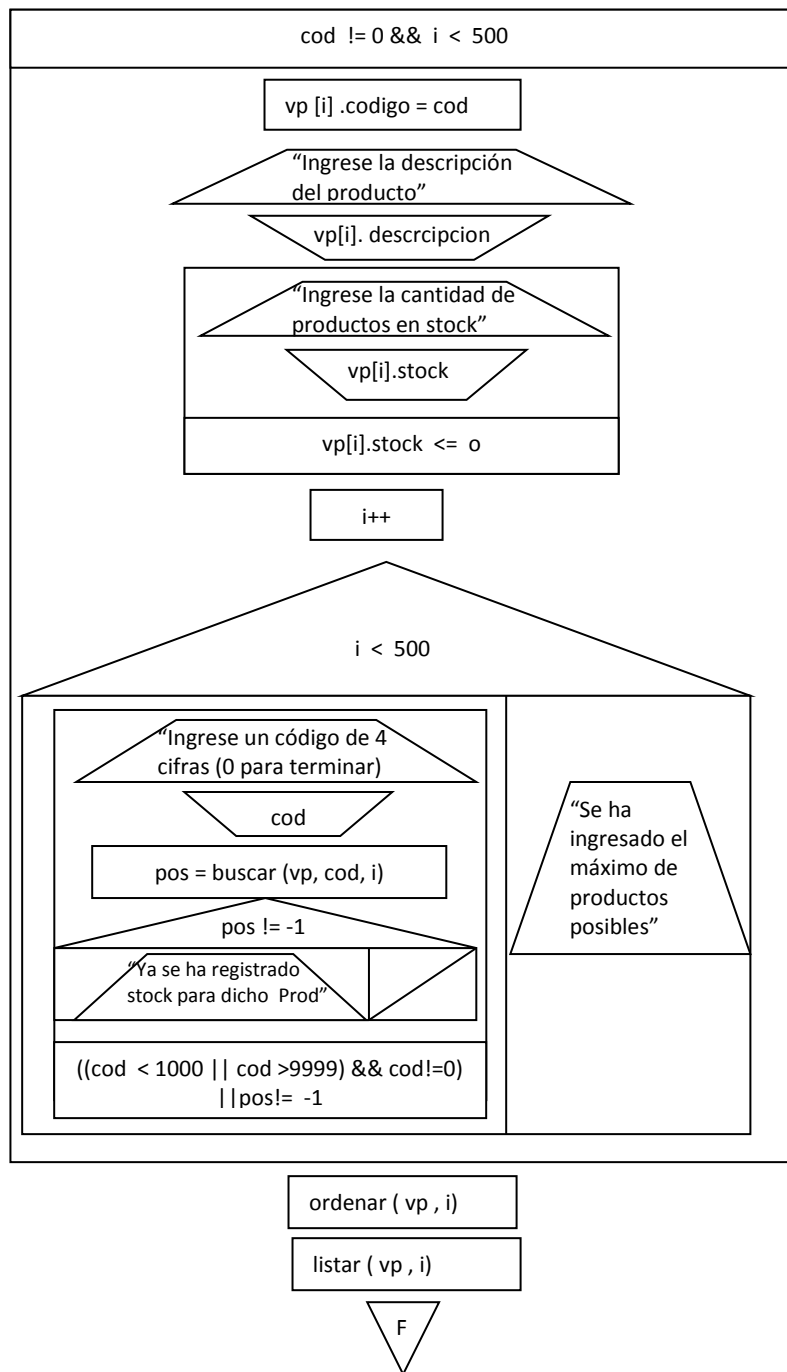 cod != 0 && i < 500
vp [i] .codigo = cod
“Ingrese la descripción
del producto”
vp[i]. descrcipcion
“Ingrese la cantidad de
productos en stock”
vp[i].stock
vp[i].stock <= o
i++
i < 500
“Ingrese un código de 4
cifras (0 para terminar)
cod
pos = buscar (vp, cod, i)
pos != -1
“Ya se ha registrado
stock para dicho Prod”
((cod < 1000 || cod >9999) && cod!=0)
||pos!= -1
“Se ha
ingresado el
máximo de
productos
posibles”
ordenar ( vp , i)
listar ( vp , i)
F